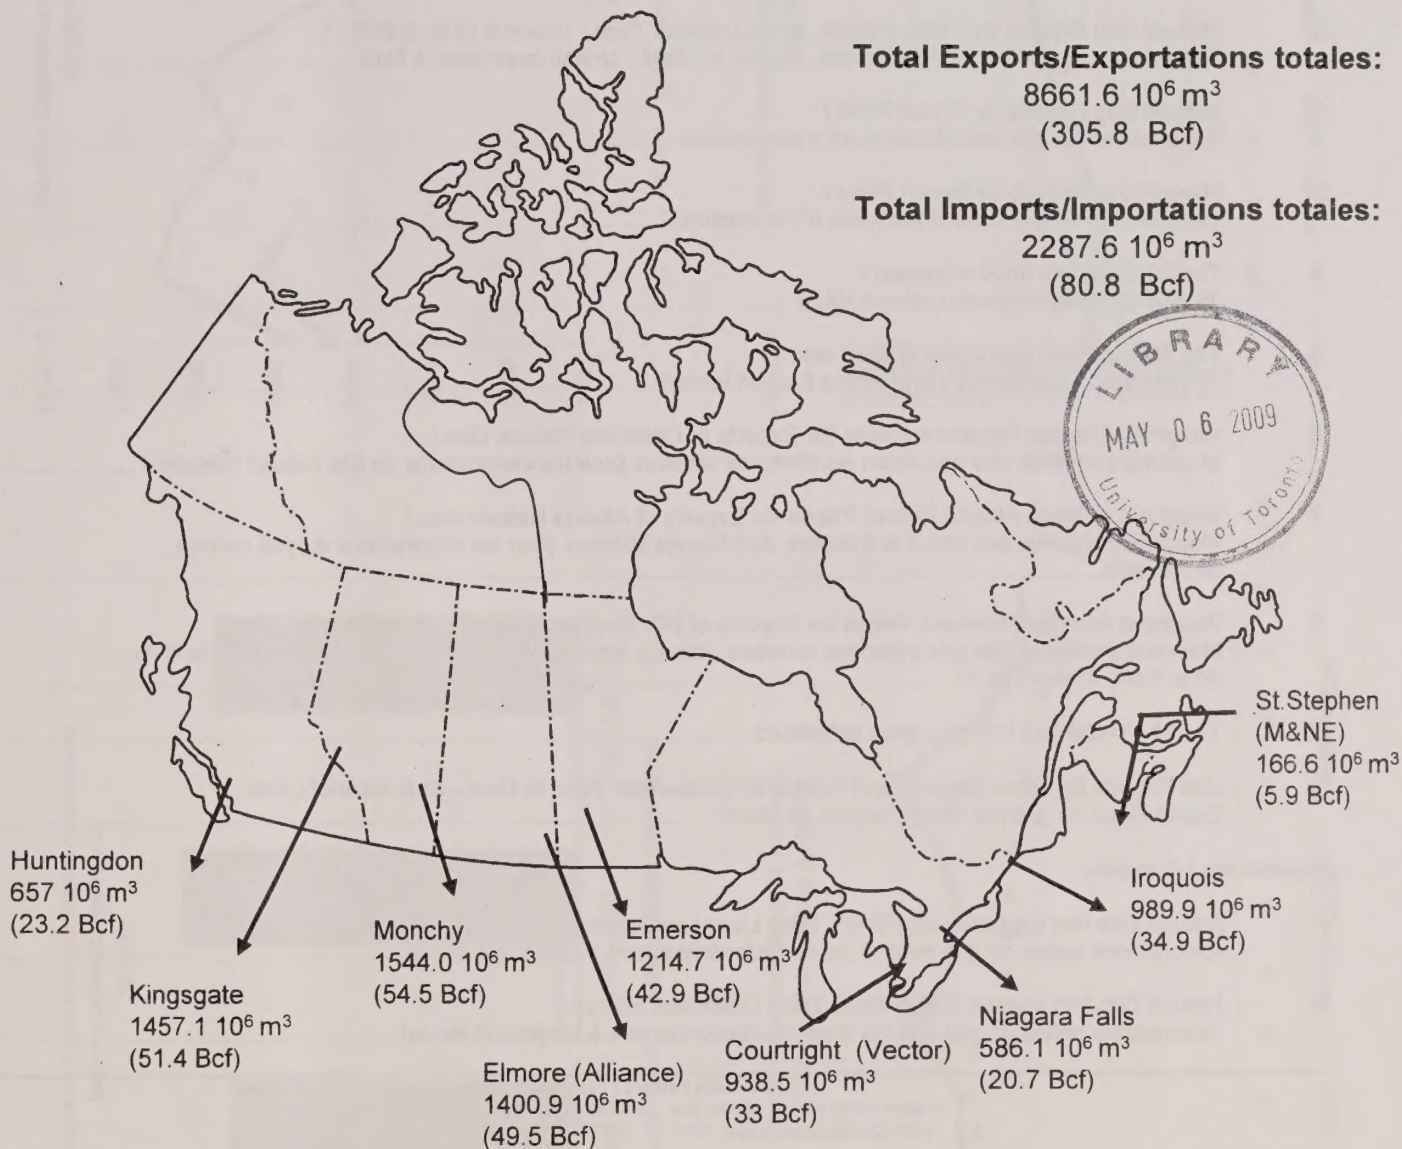 Total Exports/Exportations totales:
8661.6 10⁶ m³
(305.8 Bcf)
Total Imports/Importations totales:
2287.6 10⁶ m³
(80.8 Bcf)
LIBRARY
MAY 06 2009
University of Toronto
St.Stephen
(M&NE)
166.6 10⁶ m³
(5.9 Bcf)
Huntingdon
657 10⁶ m³
(23.2 Bcf)
Kingsgate
1457.1 10⁶ m³
(51.4 Bcf)
Monchy
1544.0 10⁶ m³
(54.5 Bcf)
Elmore (Alliance)
1400.9 10⁶ m³
(49.5 Bcf)
Emerson
1214.7 10⁶ m³
(42.9 Bcf)
Courtright (Vector)
938.5 10⁶ m³
(33 Bcf)
Niagara Falls
586.1 10⁶ m³
(20.7 Bcf)
Iroquois
989.9 10⁶ m³
(34.9 Bcf)